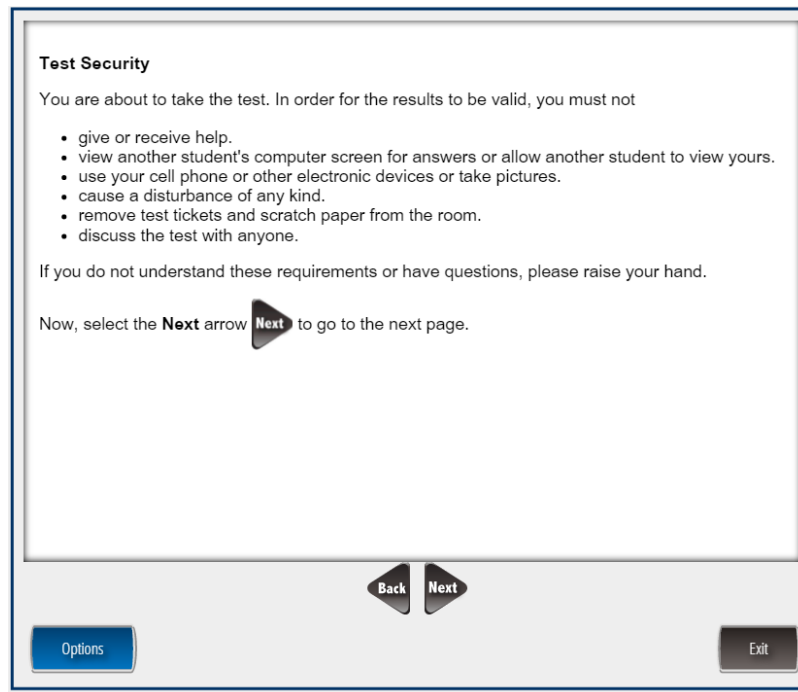 Test Security
You are about to take the test. In order for the results to be valid, you must not
• give or receive help.
• view another student's computer screen for answers or allow another student to view yours.
• use your cell phone or other electronic devices or take pictures.
• cause a disturbance of any kind.
• remove test tickets and scratch paper from the room.
• discuss the test with anyone.
If you do not understand these requirements or have questions, please raise your hand.
Now, select the Next arrow Next to go to the next page.
Back Next
Options Exit